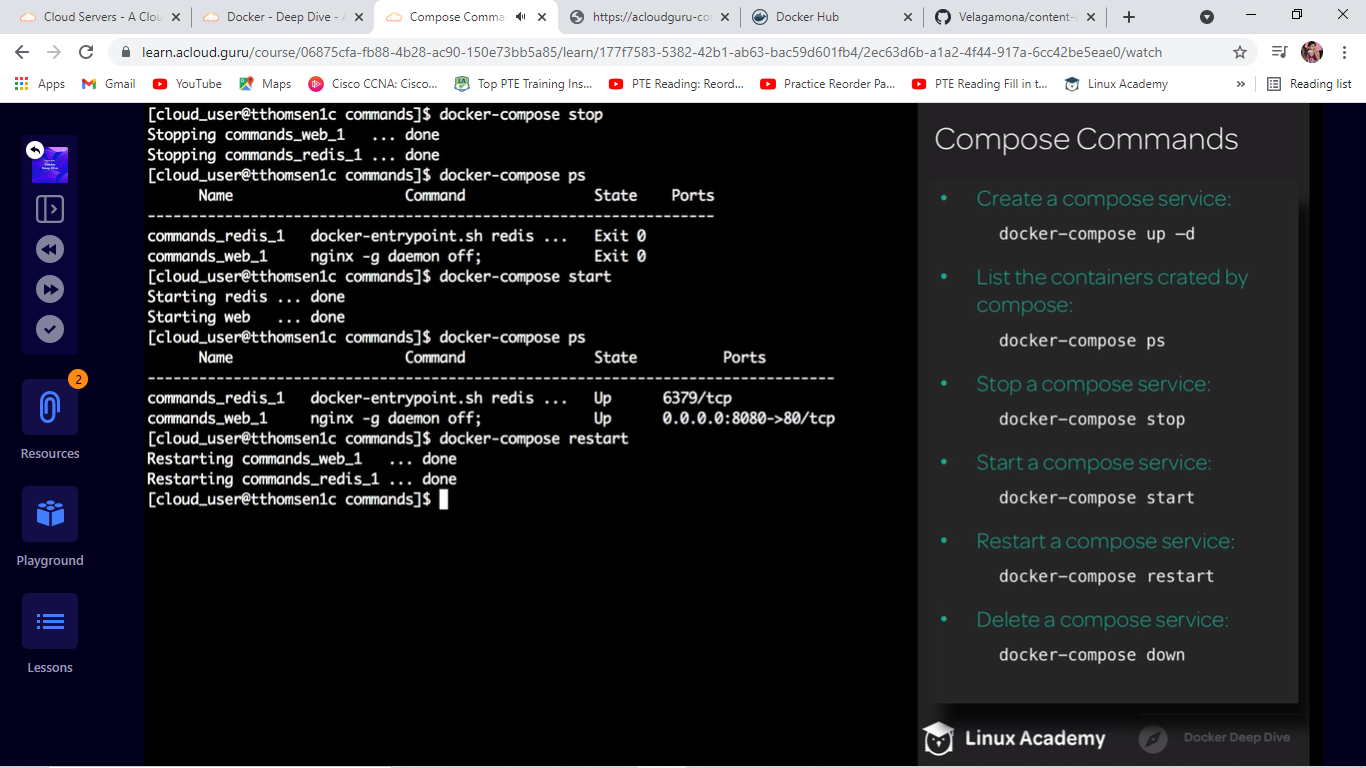 Cloud Servers - A Clou
Docker - Deep Dive - A
Compose Comma
https://acloudguru-co
Docker Hub
Velagamona/content-
learn.acloud.guru/course/06875cfa-fb88-4b28-ac90-150e73bb5a85/learn/177f7583-5382-42b1-ab63-bac59d601fb4/2ec63d6b-a1a2-4f44-917a-6cc42be5eae0/watch
Apps
Gmail
YouTube
Maps
Cisco CCNA: Cisco...
Top PTE Training Ins...
PTE Reading: Reord...
Practice Reorder Pa...
PTE Reading Fill in t...
Linux Academy
»
Reading list
Docker
Deep Dive
2
Resources
Playground
Lessons
[cloud_user@tthomsen1c commands]$ docker-compose stop
Stopping commands_web_1   ... done
Stopping commands_redis_1 ... done
[cloud_user@tthomsen1c commands]$ docker-compose ps
Name Command State Ports
------------------------------------------------------------------
commands_redis_1   docker-entrypoint.sh redis ...   Exit 0
commands_web_1     nginx -g daemon off;             Exit 0
[cloud_user@tthomsen1c commands]$ docker-compose start
Starting redis ... done
Starting web   ... done
[cloud_user@tthomsen1c commands]$ docker-compose ps
Name Command State Ports
--------------------------------------------------------------------------------
commands_redis_1   docker-entrypoint.sh redis ...   Up      6379/tcp
commands_web_1     nginx -g daemon off;             Up      0.0.0.0:8080->80/tcp
[cloud_user@tthomsen1c commands]$ docker-compose restart
Restarting commands_web_1   ... done
Restarting commands_redis_1 ... done
[cloud_user@tthomsen1c commands]$
Compose Commands
• Create a compose service:
docker-compose up –d
• List the containers crated by
compose:
docker-compose ps
• Stop a compose service:
docker-compose stop
• Start a compose service:
docker-compose start
• Restart a compose service:
docker-compose restart
• Delete a compose service:
docker-compose down
Linux Academy
Docker Deep Dive